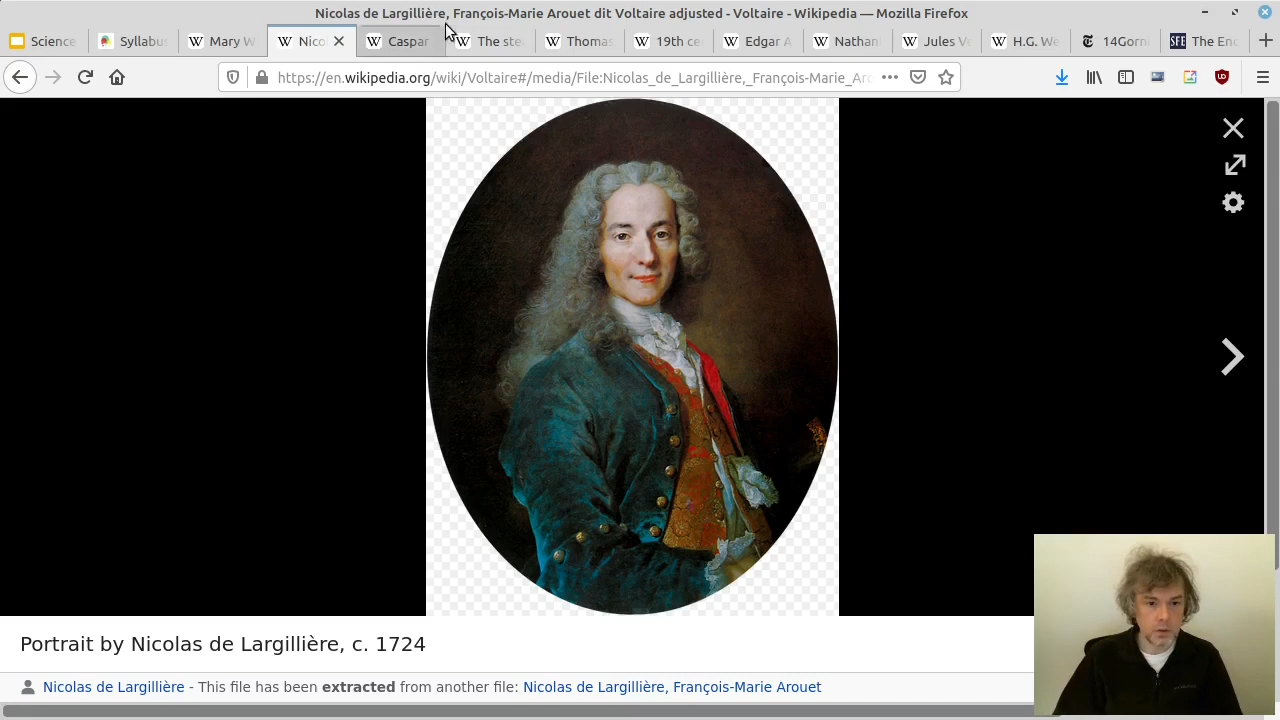 Nicolas de Largillière, François-Marie Arouet dit Voltaire adjusted - Voltaire - Wikipedia — Mozilla Firefox
Science Syllabus Mary W Nico Caspar The ste Thomas 19th ce Edgar A Nathan Jules V H.G. We 14Gorni SFE The Enc
https://en.wikipedia.org/wiki/Voltaire#/media/File:Nicolas_de_Largillière,_François-Marie_Aro
Portrait by Nicolas de Largillière, c. 1724
Nicolas de Largillière - This file has been extracted from another file: Nicolas de Largillière, François-Marie Arouet